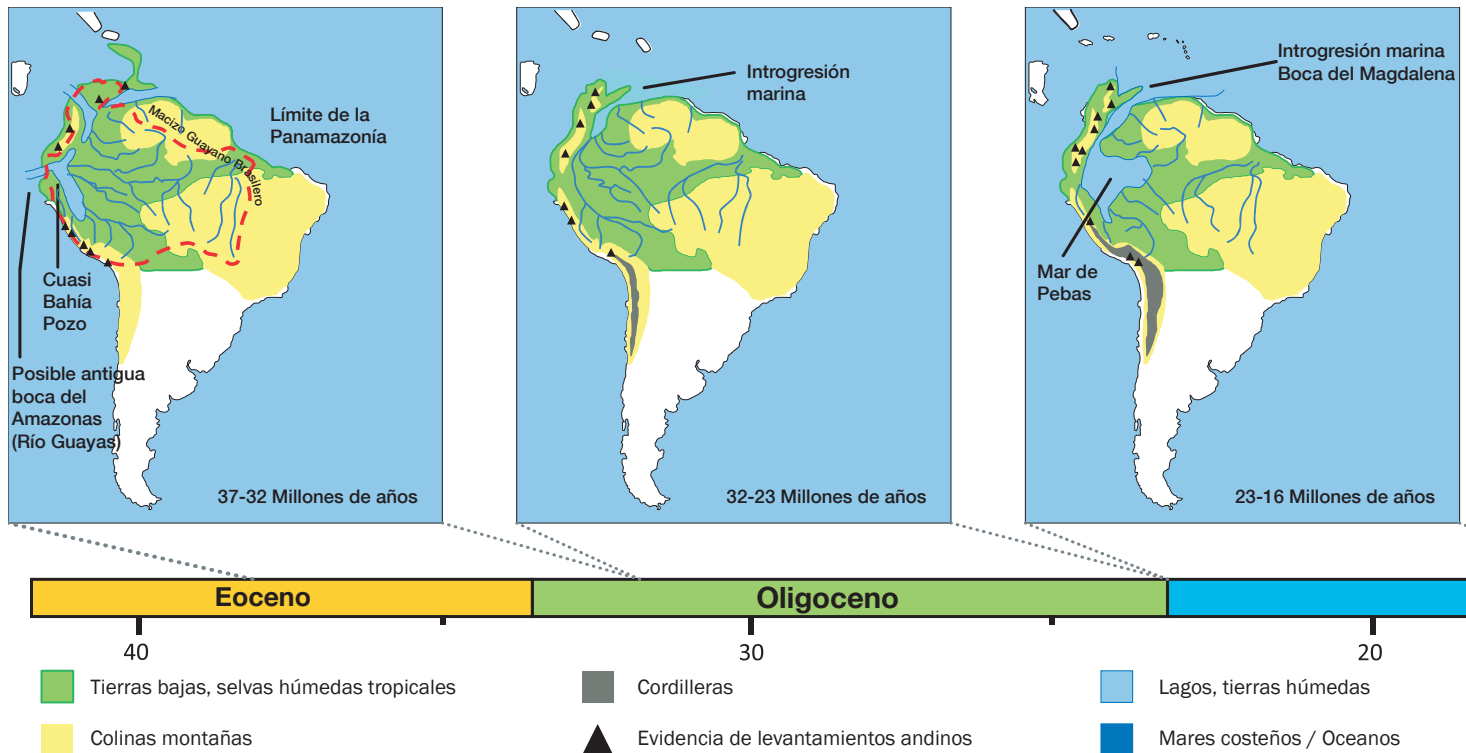 Límite de la
Panamazonía
Macizo Guayano Brasilero
Cuasi
Bahía
Pozo
Posible antigua
boca del
Amazonas
(Río Guayas)
37-32 Millones de años
Introgresión
marina
32-23 Millones de años
Introgresión marina
Boca del Magdalena
Mar de
Pebas
23-16 Millones de años
Eoceno
Oligoceno
40
30
20
Tierras bajas, selvas húmedas tropicales
Cordilleras
Lagos, tierras húmedas
Colinas montañas
Evidencia de levantamientos andinos
Mares costeños / Oceanos